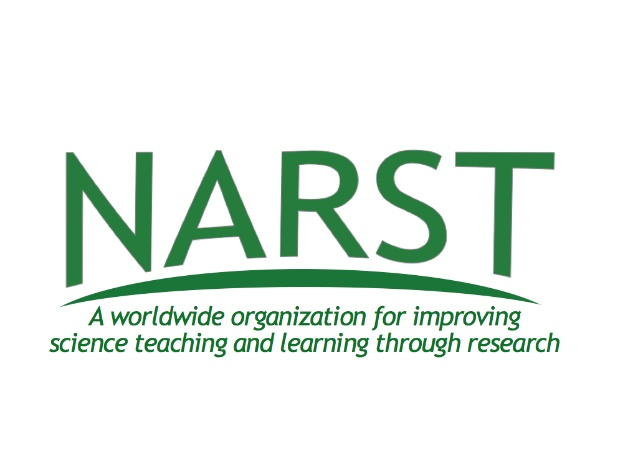 NARST
A worldwide organization for improving
science teaching and learning through research